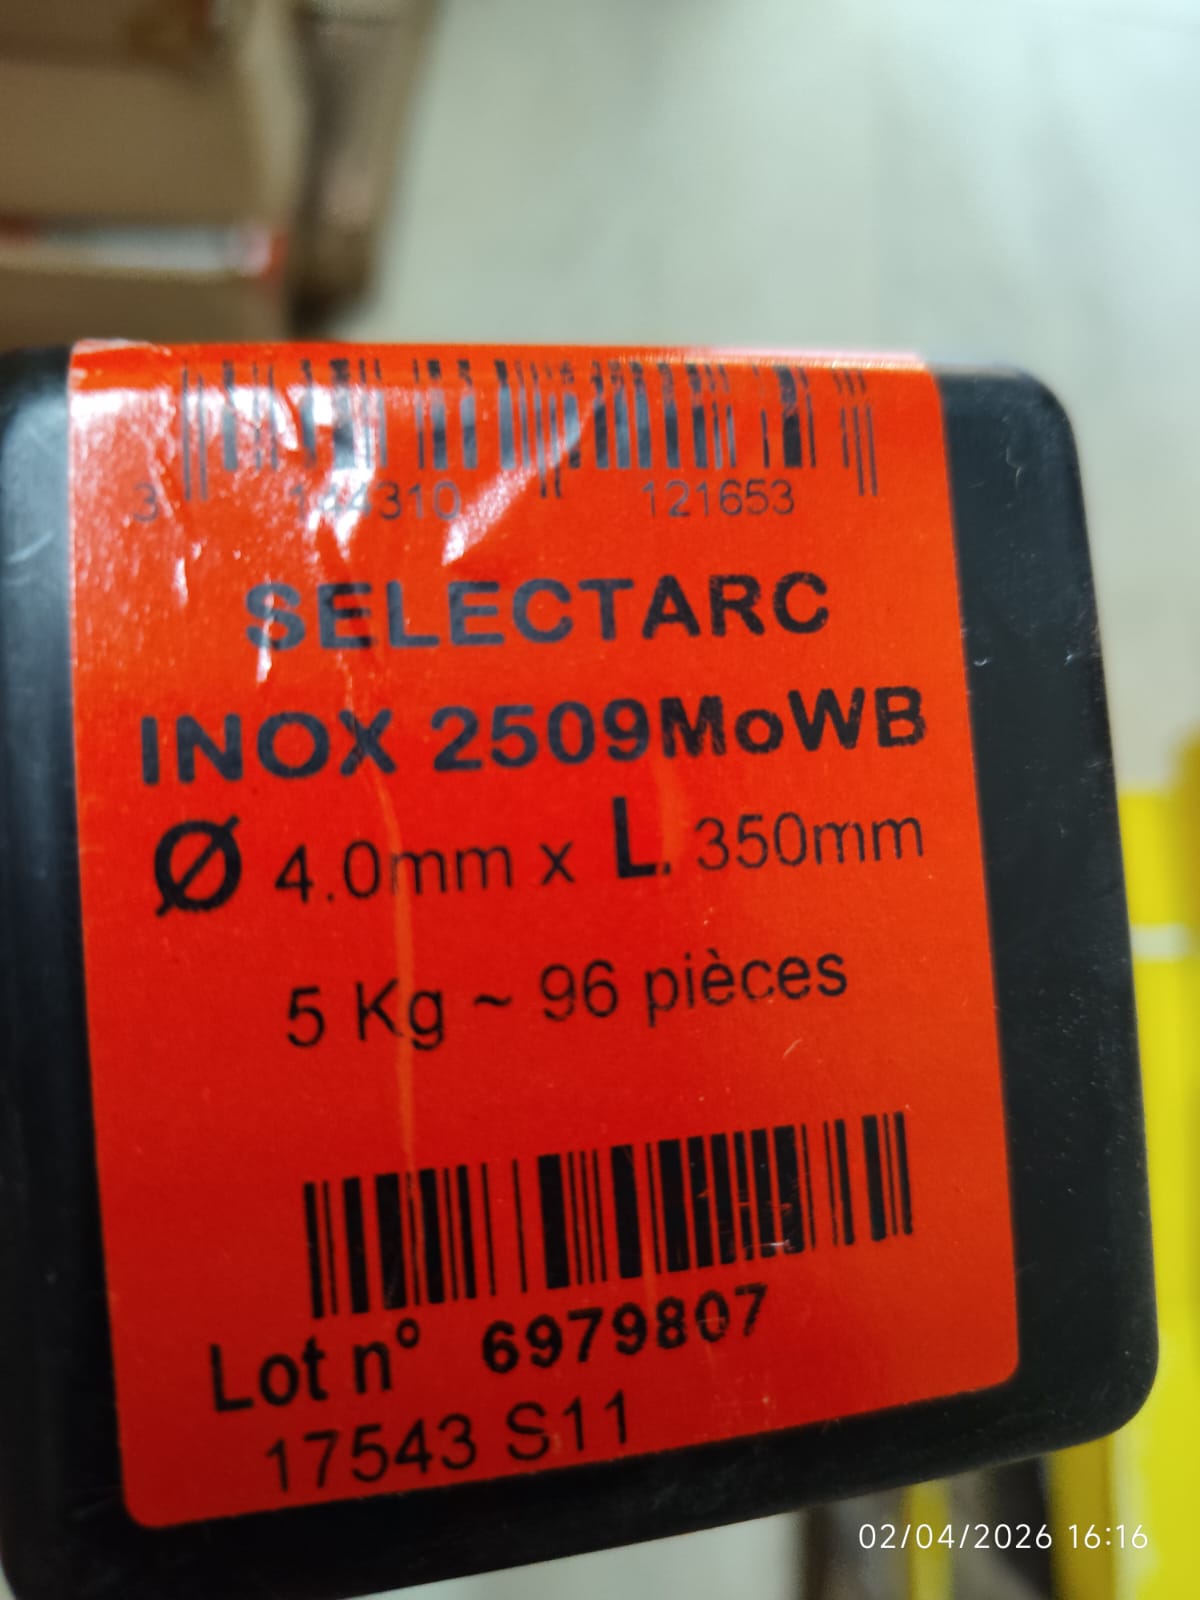 3 144310 121653
SELECTARC
INOX 2509MoWB
Ø 4.0mm x L. 350mm
5 Kg ~ 96 pièces
Lot n° 6979807
17543 S11
02/04/2026 16:16